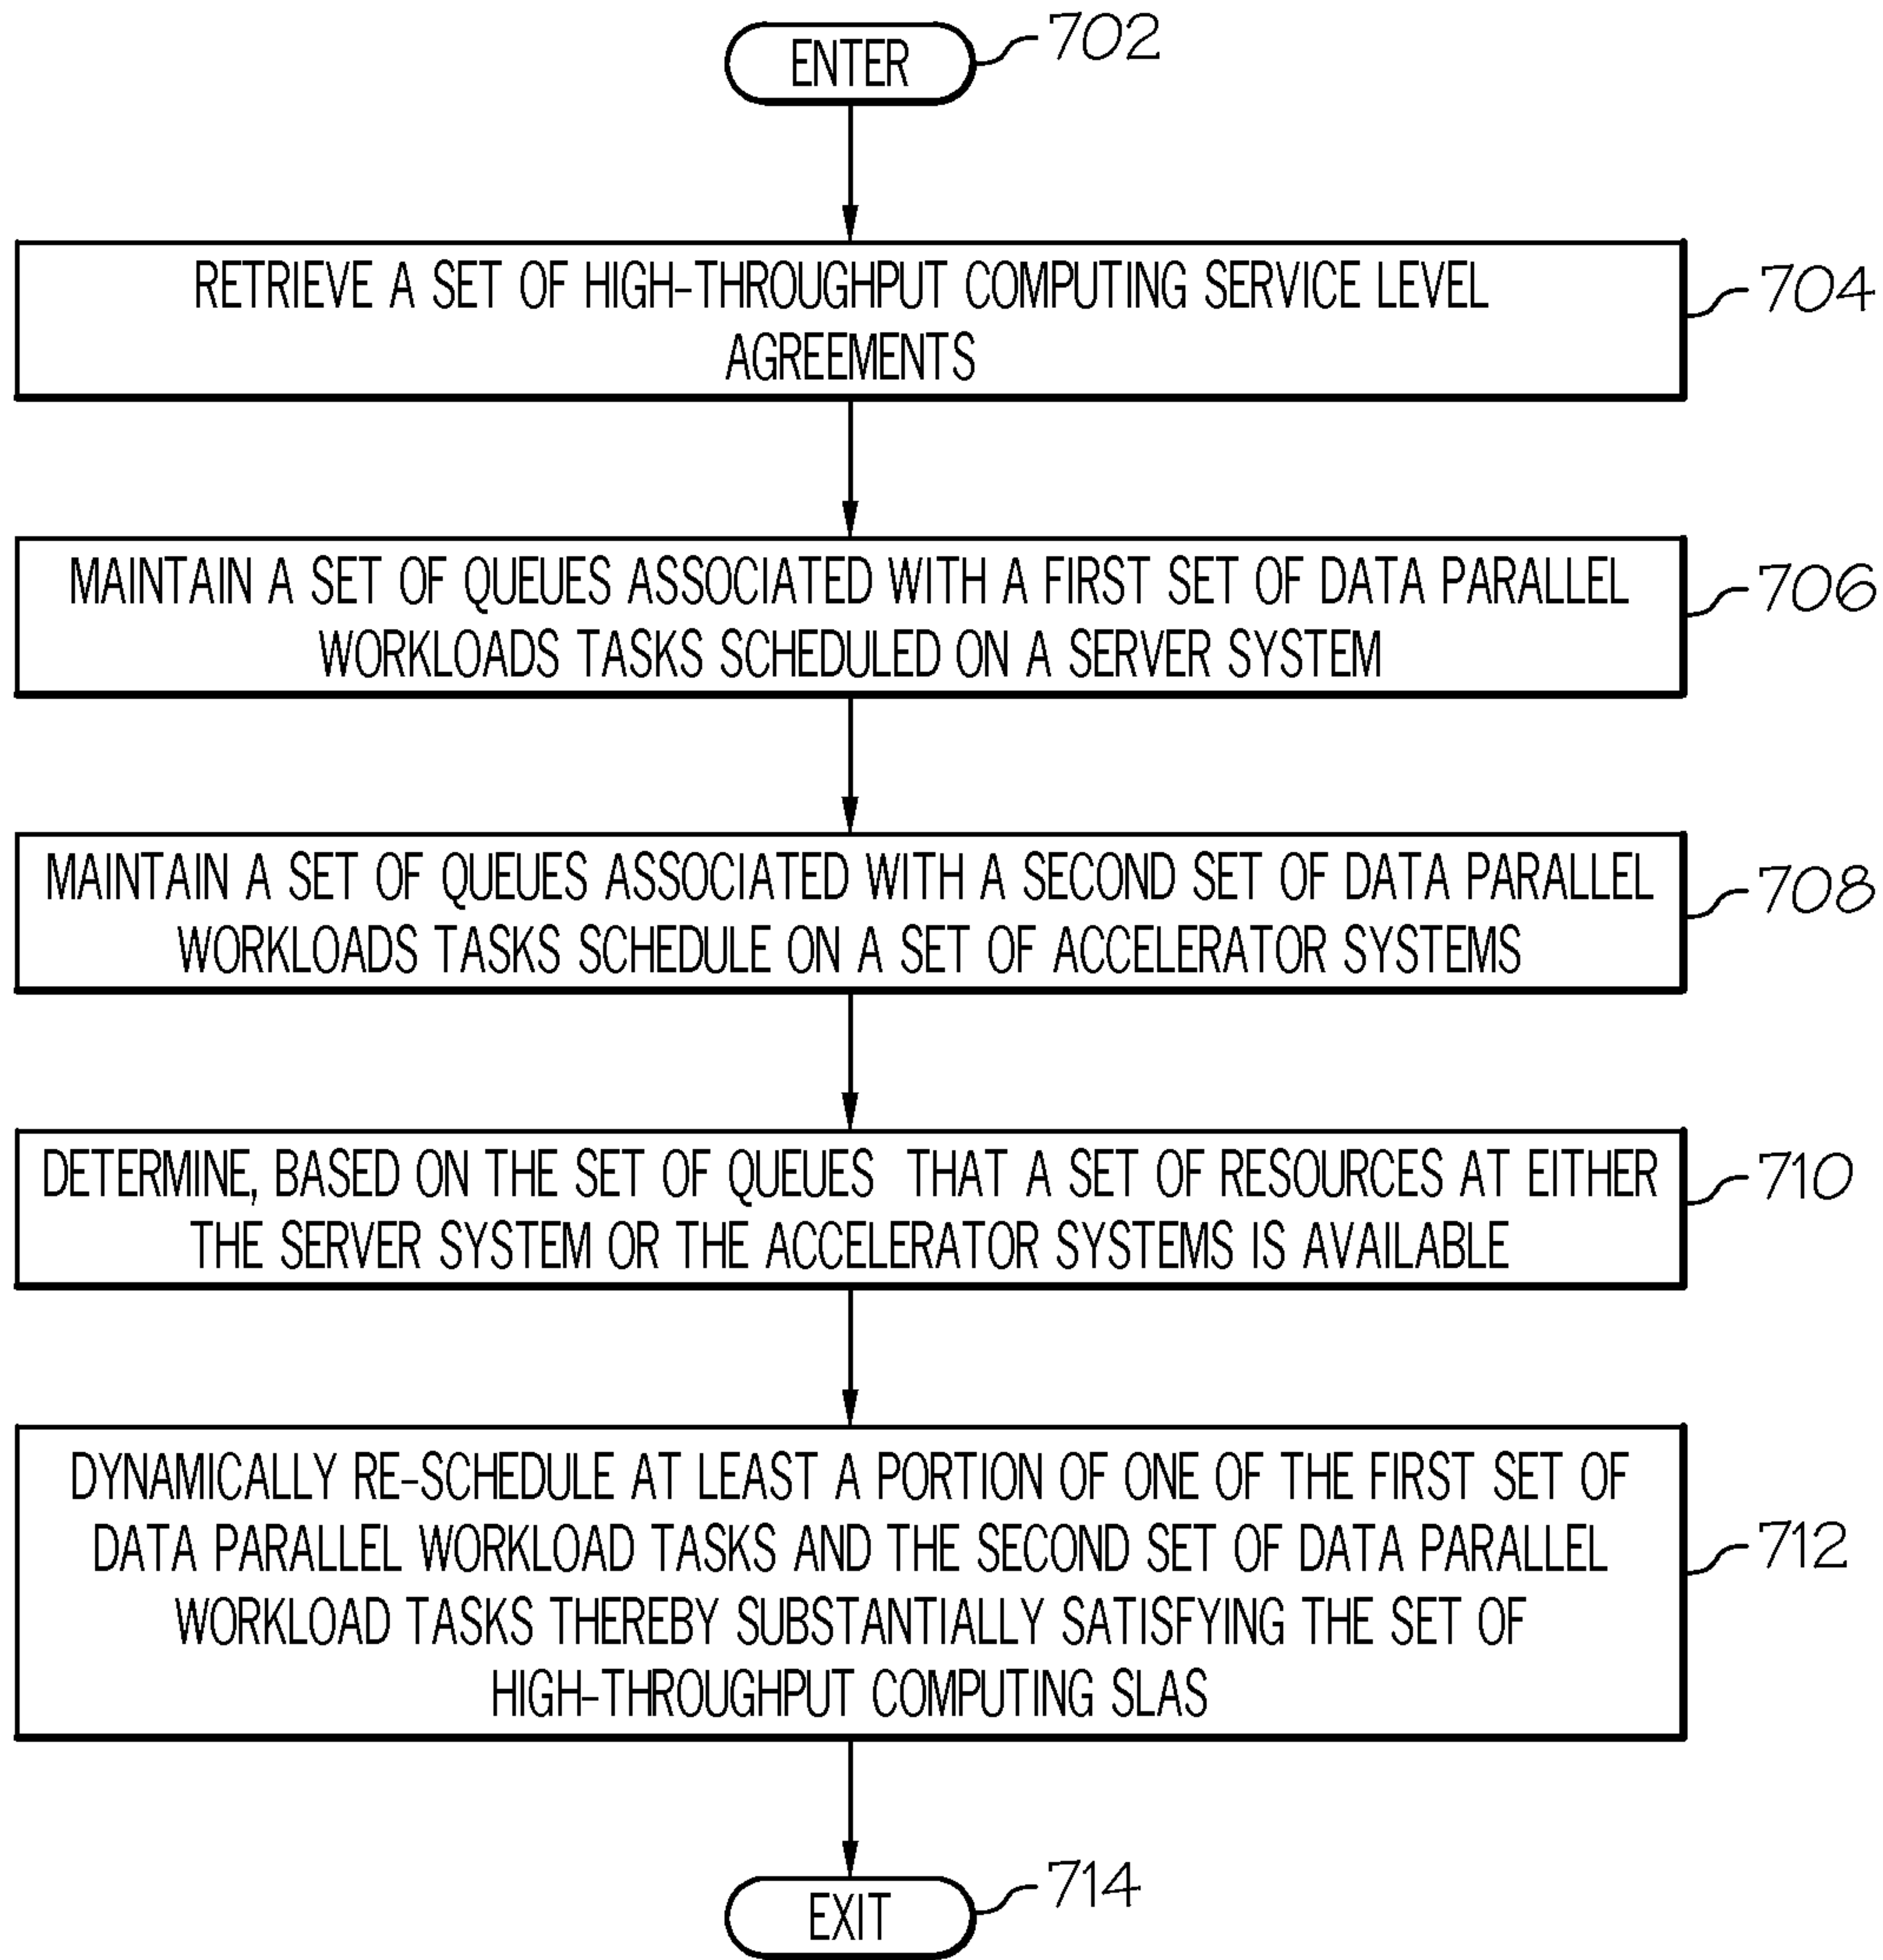 ENTER
702
RETRIEVE A SET OF HIGH-THROUGHPUT COMPUTING SERVICE LEVEL
AGREEMENTS
704
MAINTAIN A SET OF QUEUES ASSOCIATED WITH A FIRST SET OF DATA PARALLEL
WORKLOADS TASKS SCHEDULED ON A SERVER SYSTEM
706
MAINTAIN A SET OF QUEUES ASSOCIATED WITH A SECOND SET OF DATA PARALLEL
WORKLOADS TASKS SCHEDULE ON A SET OF ACCELERATOR SYSTEMS
708
DETERMINE, BASED ON THE SET OF QUEUES THAT A SET OF RESOURCES AT EITHER
THE SERVER SYSTEM OR THE ACCELERATOR SYSTEMS IS AVAILABLE
710
DYNAMICALLY RE-SCHEDULE AT LEAST A PORTION OF ONE OF THE FIRST SET OF
DATA PARALLEL WORKLOAD TASKS AND THE SECOND SET OF DATA PARALLEL
WORKLOAD TASKS THEREBY SUBSTANTIALLY SATISFYING THE SET OF
HIGH-THROUGHPUT COMPUTING SLAS
712
EXIT
714